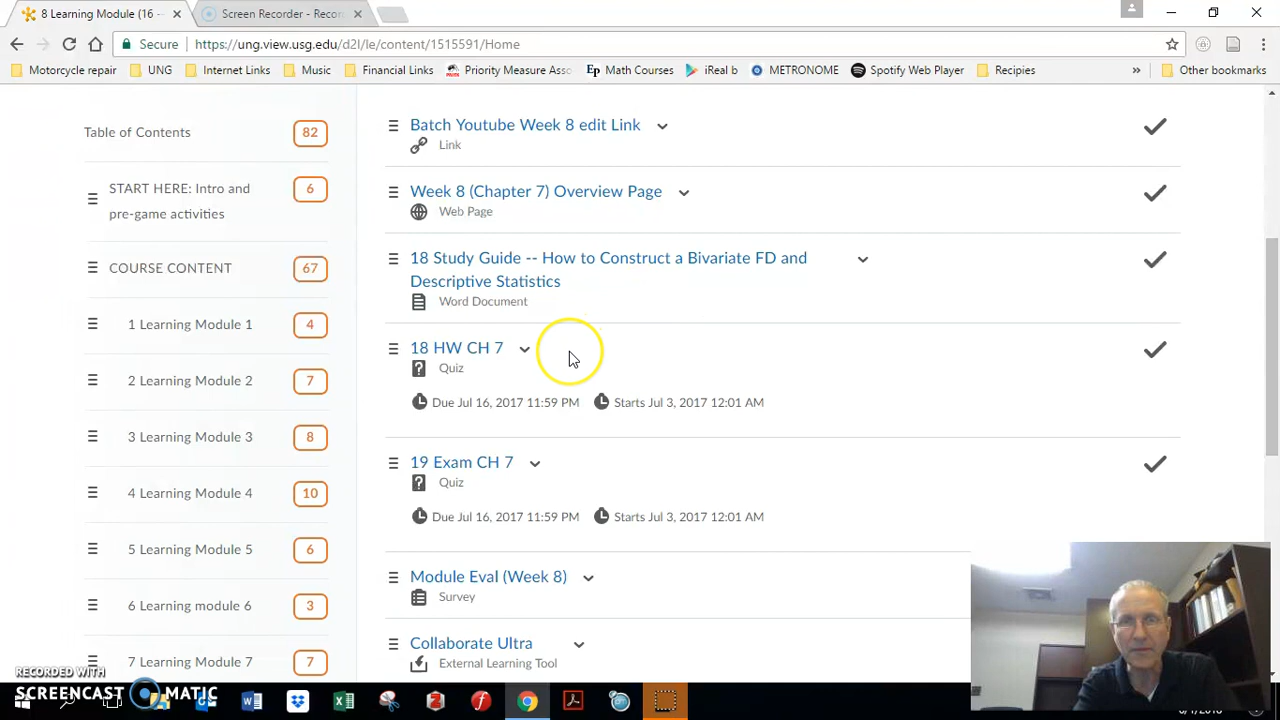 8 Learning Module (16 --
Screen Recorder - Record
Secure https://ung.view.usg.edu/d2l/le/content/1515591/Home
Motorcycle repair UNG Internet Links Music Financial Links Priority Measure Asso Math Courses iReal b METRONOME Spotify Web Player Recipies » Other bookmarks
Table of Contents 82
START HERE: Intro and
pre-game activities 6
COURSE CONTENT 67
1 Learning Module 1 4
2 Learning Module 2 7
3 Learning Module 3 8
4 Learning Module 4 10
5 Learning Module 5 6
6 Learning module 6 3
7 Learning Module 7 7
Batch Youtube Week 8 edit Link
Link
Week 8 (Chapter 7) Overview Page
Web Page
18 Study Guide -- How to Construct a Bivariate FD and
Descriptive Statistics
Word Document
18 HW CH 7
Quiz
Due Jul 16, 2017 11:59 PM Starts Jul 3, 2017 12:01 AM
19 Exam CH 7
Quiz
Due Jul 16, 2017 11:59 PM Starts Jul 3, 2017 12:01 AM
Module Eval (Week 8)
Survey
Collaborate Ultra
External Learning Tool
RECORDED WITH
SCREENCAST MATIC